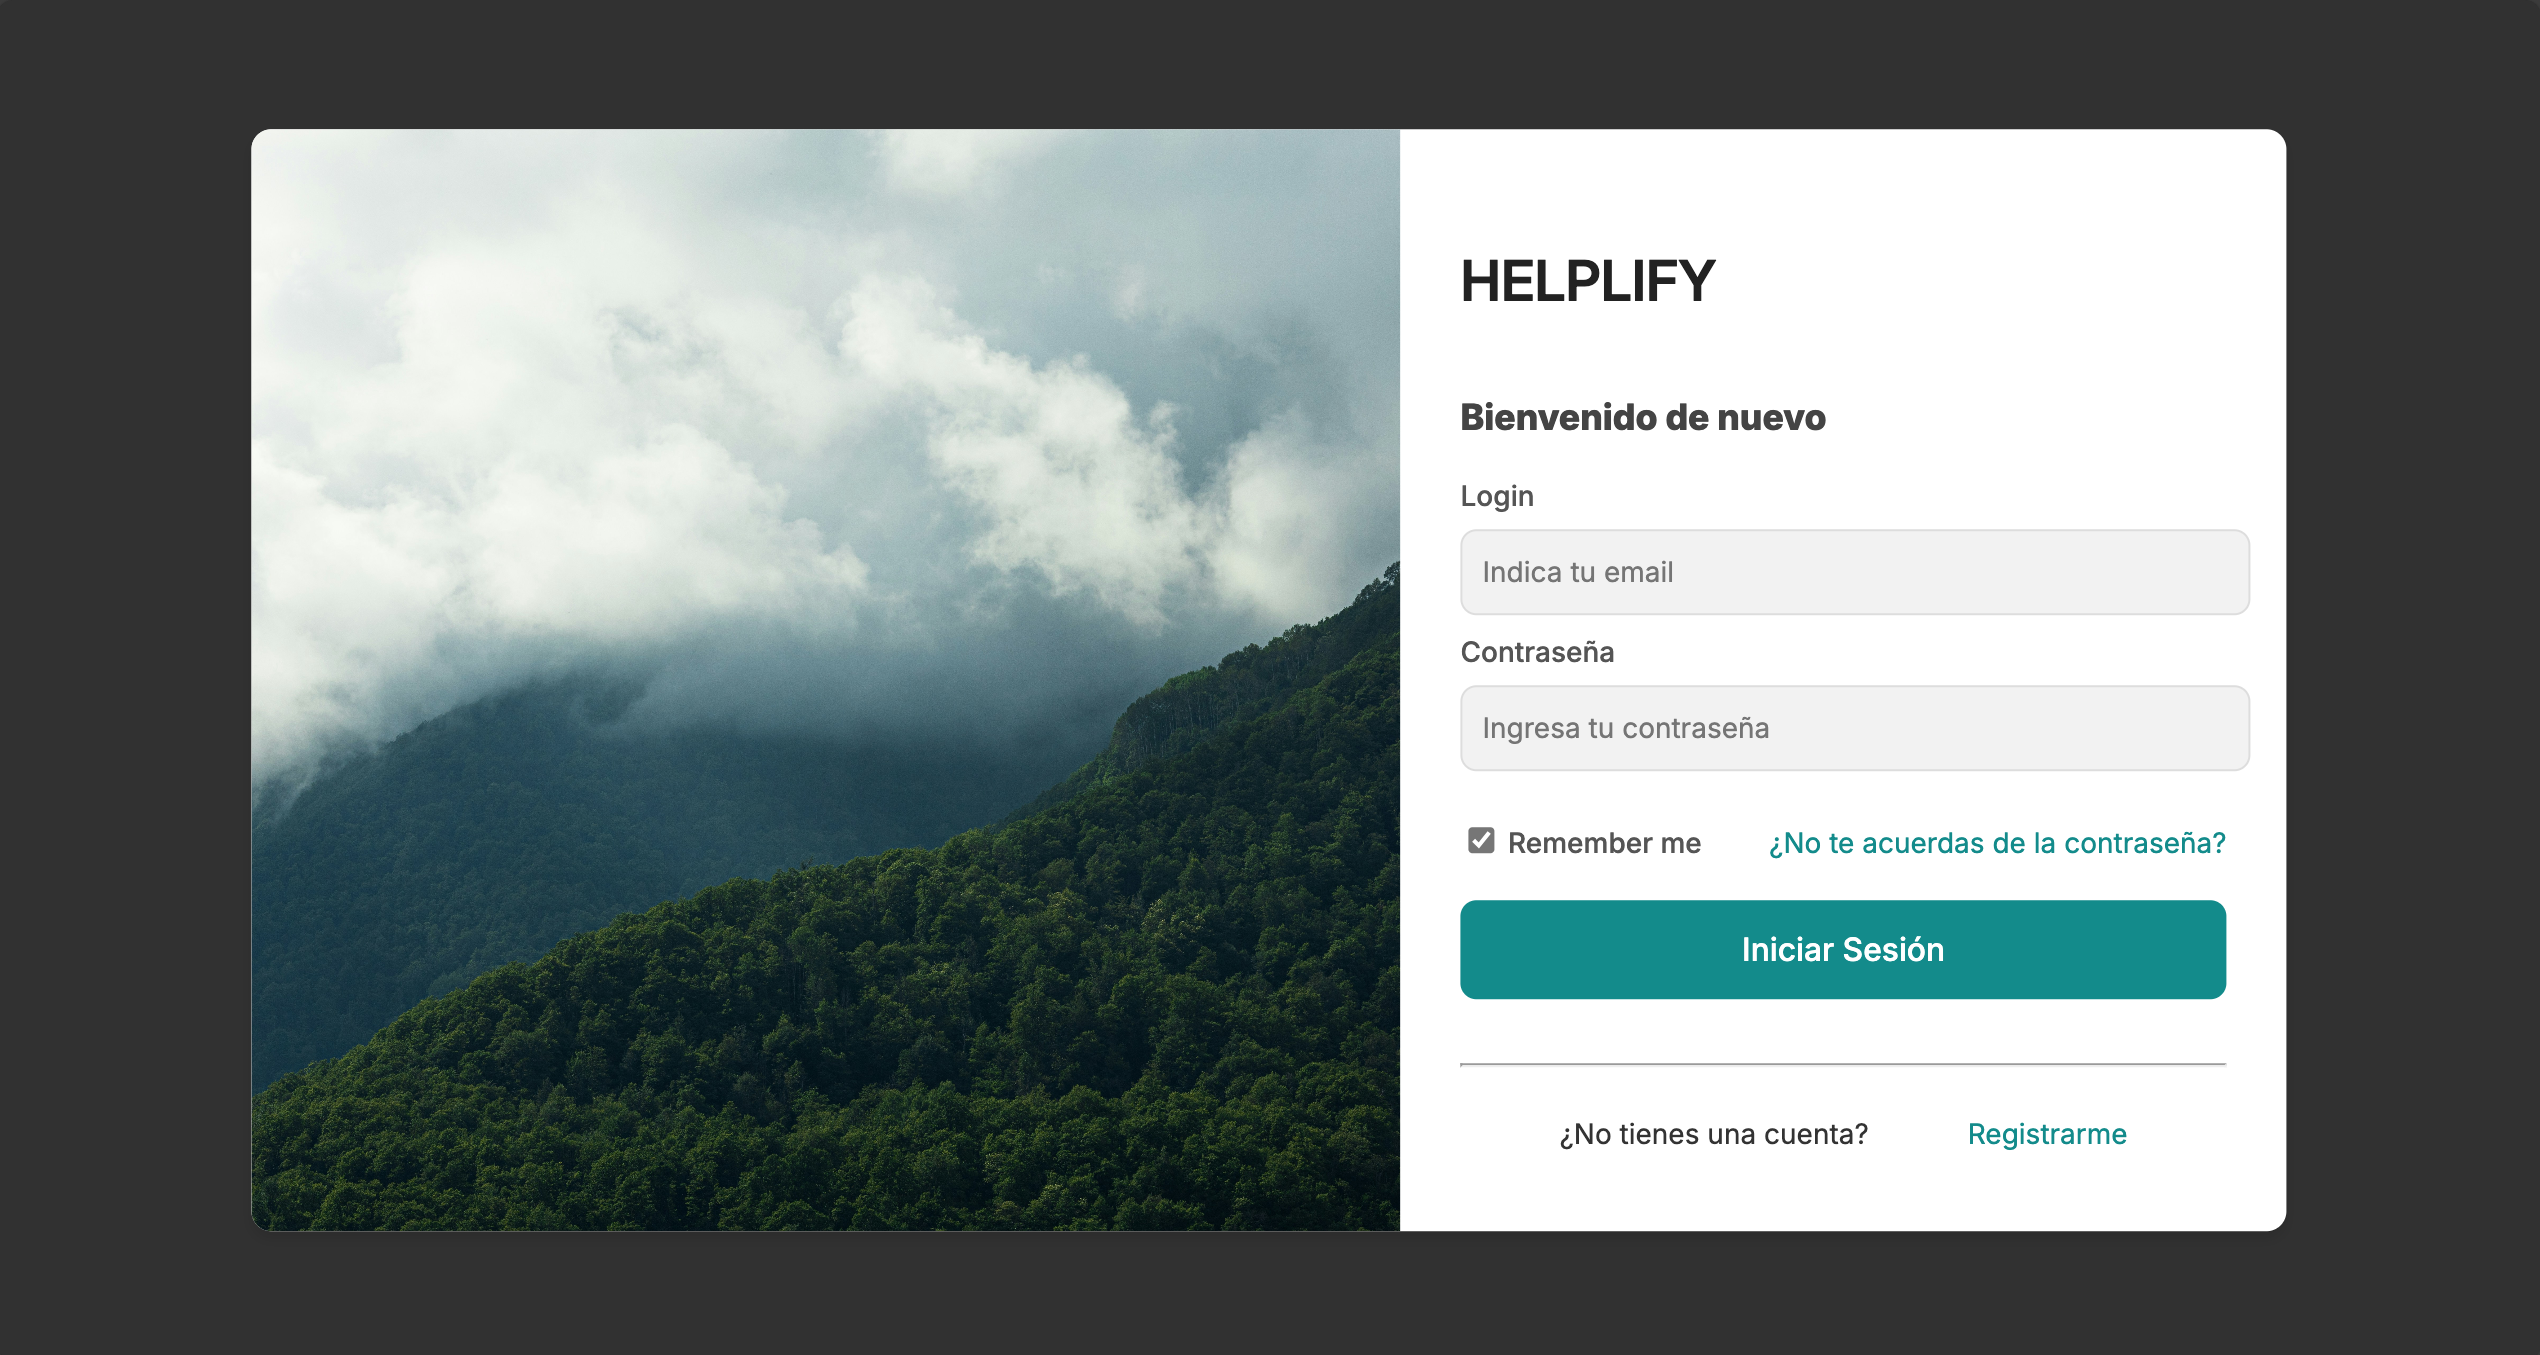 HELPLIFY
Bienvenido de nuevo
Login
Indica tu email
Contraseña
Ingresa tu contraseña
Remember me ¿No te acuerdas de la contraseña?
Iniciar Sesión
¿No tienes una cuenta? Registrarme